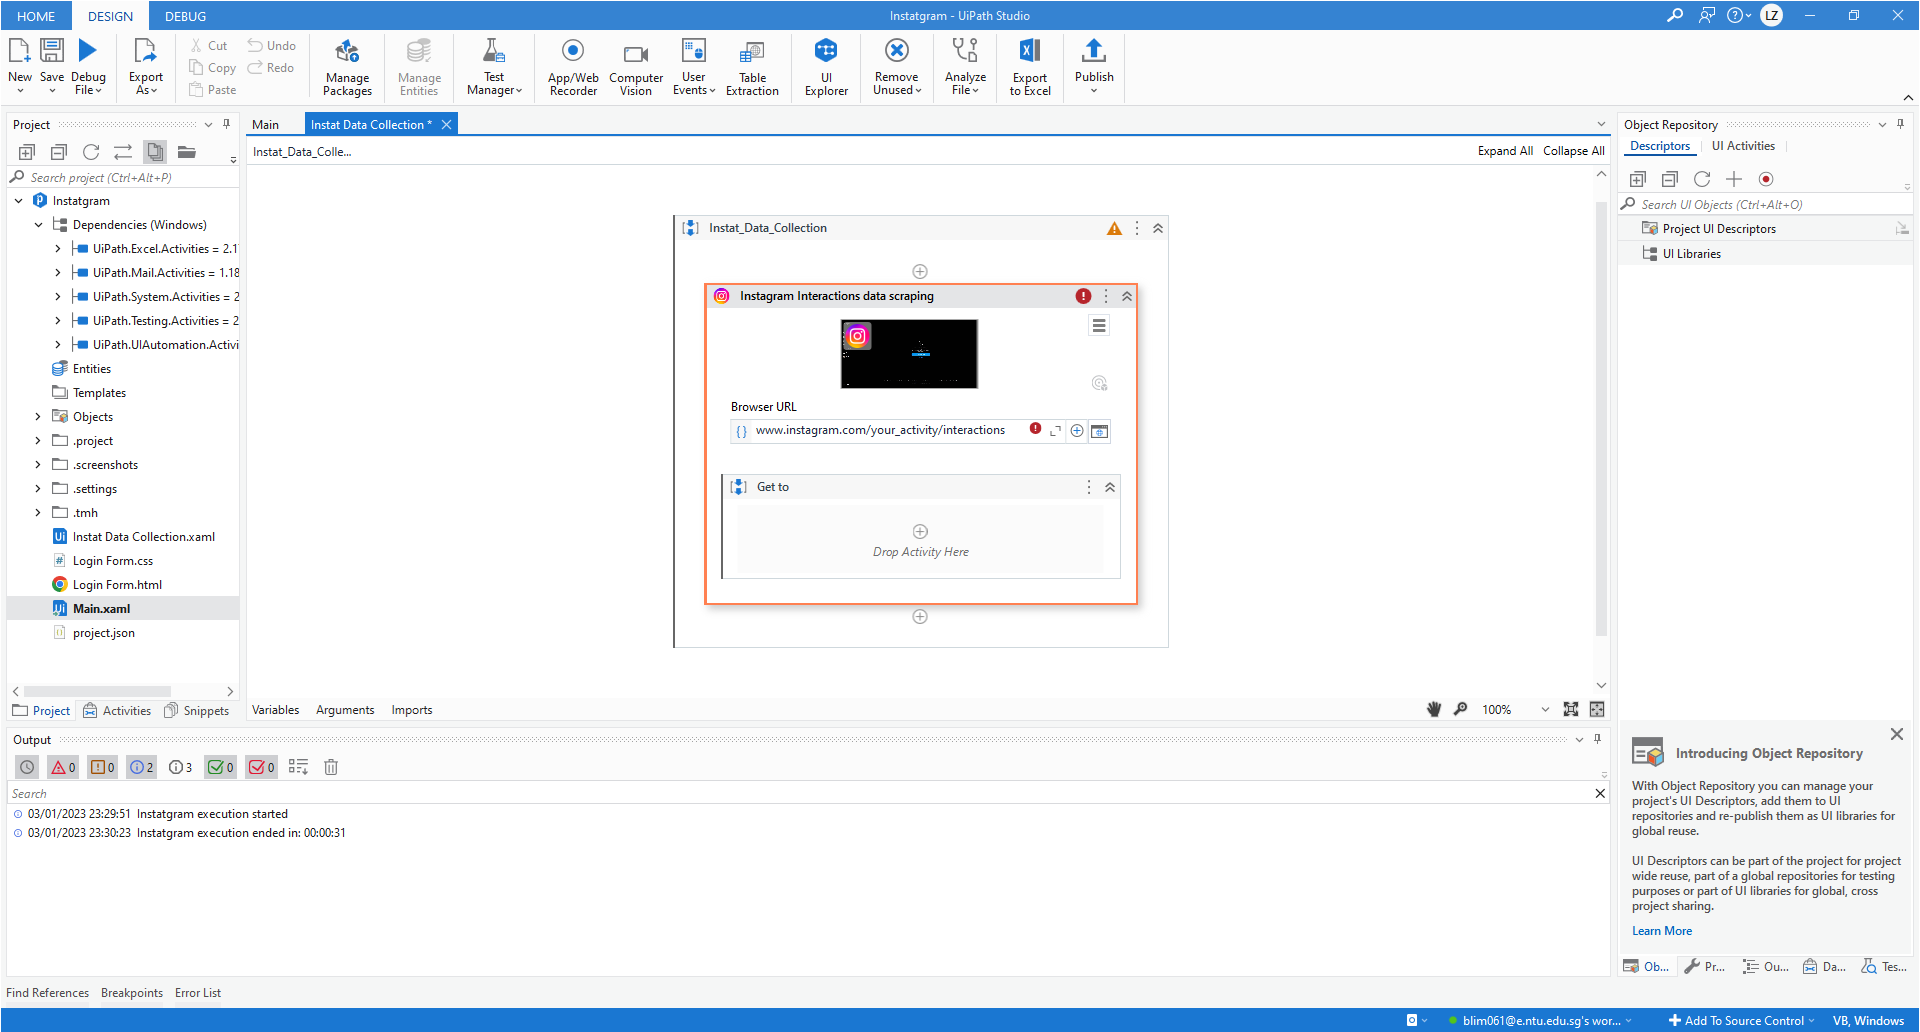 HOME DESIGN DEBUG Instatgram - UiPath Studio LZ
New Save Debug File Export As Cut Copy Paste Undo Redo Manage Packages Manage Entities Test Manager App/Web Recorder Computer Vision User Events Table Extraction UI Explorer Remove Unused Analyze File Export to Excel Publish
Project
Search project (Ctrl+Alt+P)
Instatgram
Dependencies (Windows)
UiPath.Excel.Activities = 2.1
UiPath.Mail.Activities = 1.18
UiPath.System.Activities = 2
UiPath.Testing.Activities = 2
UiPath.UIAutomation.Activi
Entities
Templates
Objects
.project
.screenshots
.settings
.tmh
Instat Data Collection.xaml
Login Form.css
Login Form.html
Main.xaml
project.json
Project Activities Snippets
Main Instat Data Collection *
Instat_Data_Colle... Expand All Collapse All
Instat_Data_Collection
Instagram Interactions data scraping
Browser URL
{} www.instagram.com/your_activity/interactions
Get to
Drop Activity Here
Variables Arguments Imports 100%
Object Repository
Descriptors UI Activities
Search UI Objects (Ctrl+Alt+O)
Project UI Descriptors
UI Libraries
Introducing Object Repository
With Object Repository you can manage your
project's UI Descriptors, add them to UI
repositories and re-publish them as UI libraries for
global reuse.
UI Descriptors can be part of the project for project
wide reuse, part of a global repositories for testing
purposes or part of UI libraries for global, cross
project sharing.
Learn More
Ob... Pr... Ou... Da... Tes...
Output
0 0 2 3 0 0
Search
03/01/2023 23:29:51 Instatgram execution started
03/01/2023 23:30:23 Instatgram execution ended in: 00:00:31
Find References Breakpoints Error List
blim061@e.ntu.edu.sg's wor... Add To Source Control VB, Windows